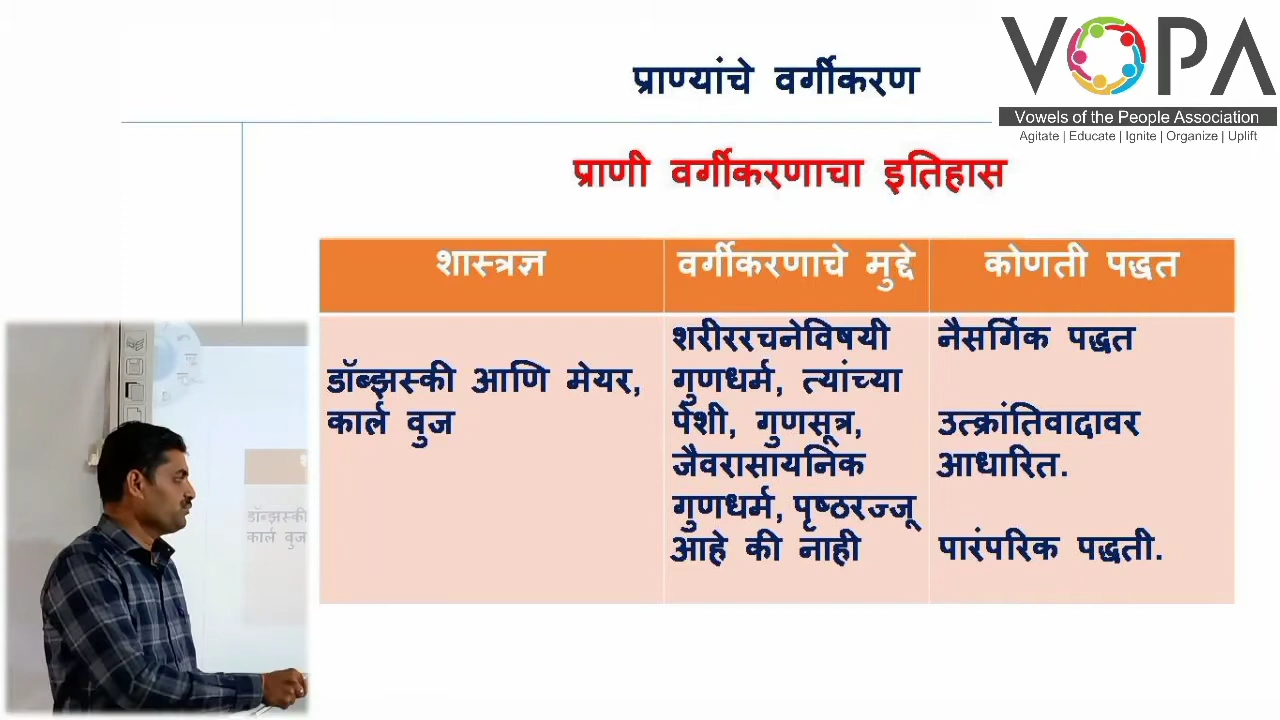 VOPA
Vowels of the People Association
Agitate | Educate | Ignite | Organize | Uplift
प्राण्यांचे वर्गीकरण
प्राणी वर्गीकरणाचा इतिहास
शास्त्रज्ञ
वर्गीकरणाचे मुद्दे
कोणती पद्धत
डॉब्झस्की आणि मेयर,
कार्ल वुज
शरीररचनेविषयी
गुणधर्म, त्यांच्या
पेशी, गुणसूत्र,
जैवरासायनिक
गुणधर्म, पृष्ठरज्जू
आहे की नाही
नैसर्गिक पद्धत
उत्क्रांतिवादावर
आधारित.
पारंपरिक पद्धती.
डॉब्झस्की
कार्ल वुज